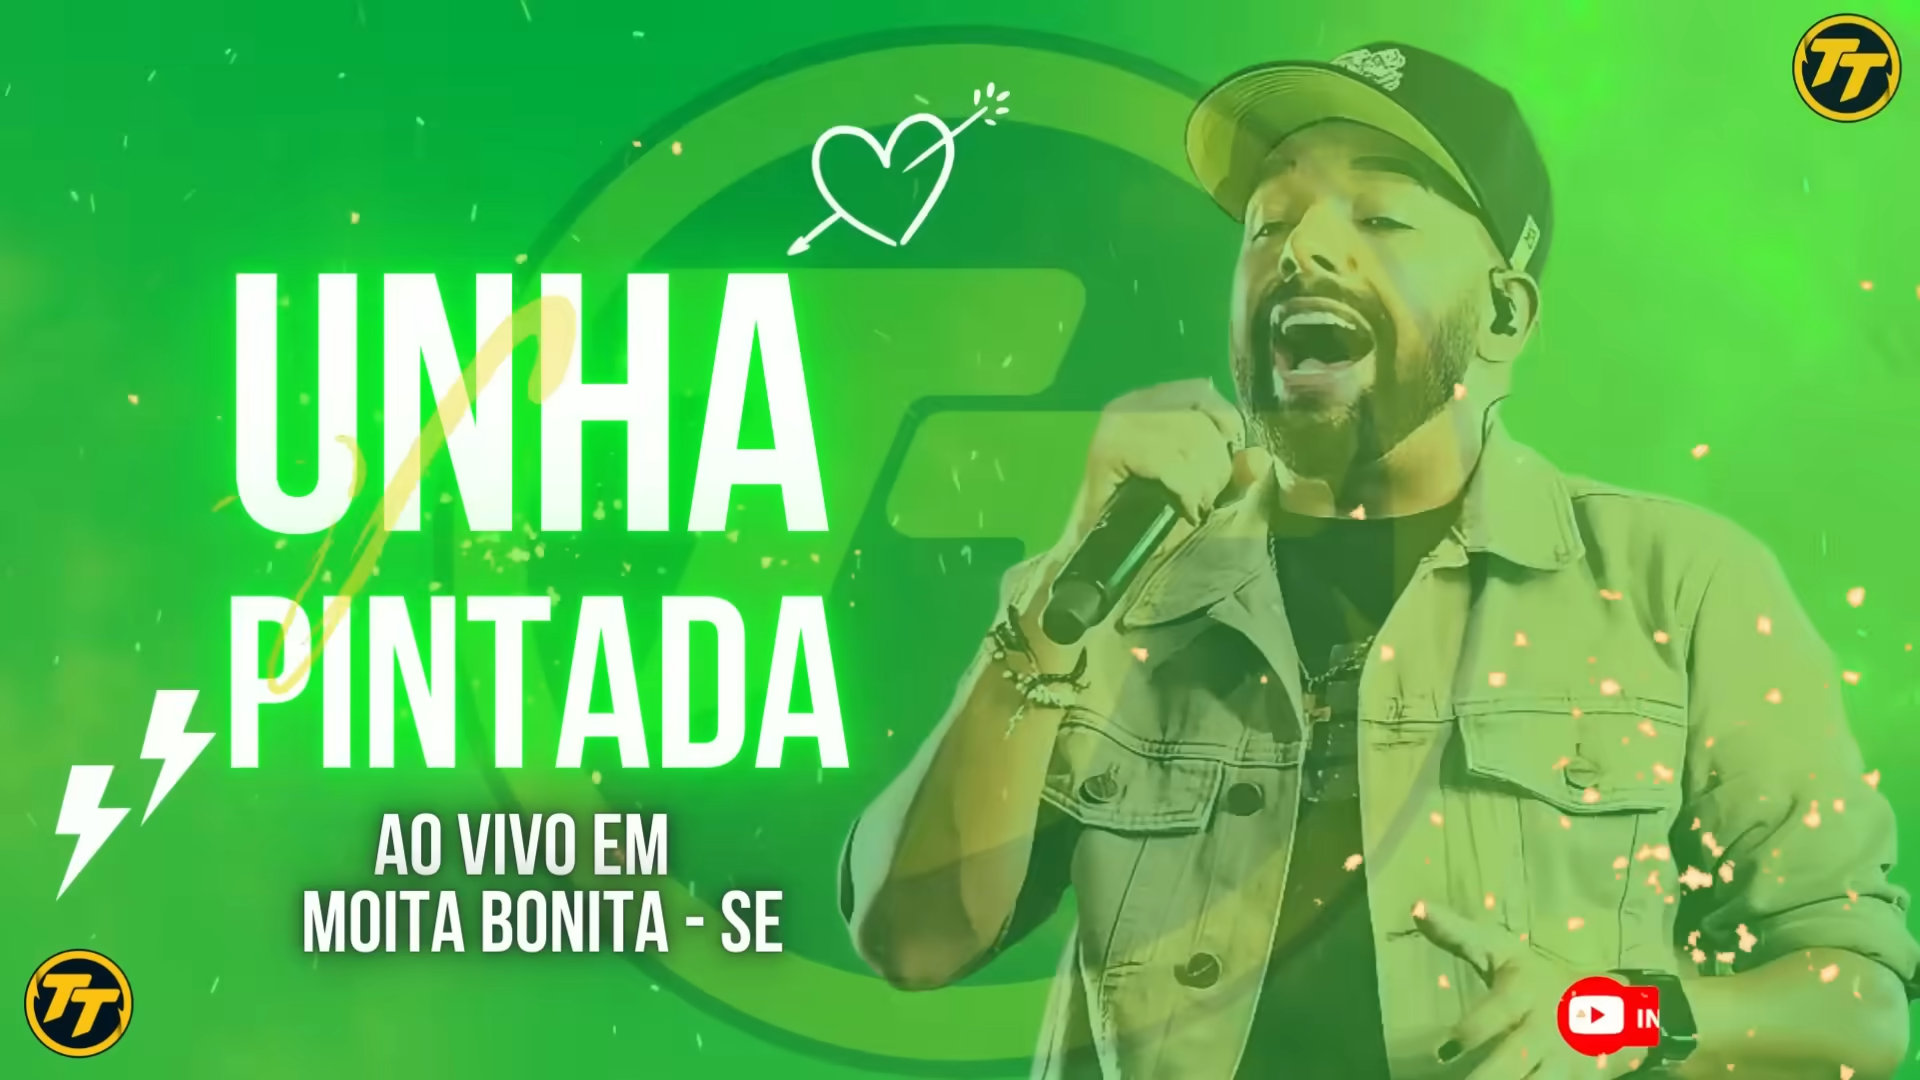 TT
UNHA
PINTADA
AO VIVO EM
MOITA BONITA - SE
TT
IN